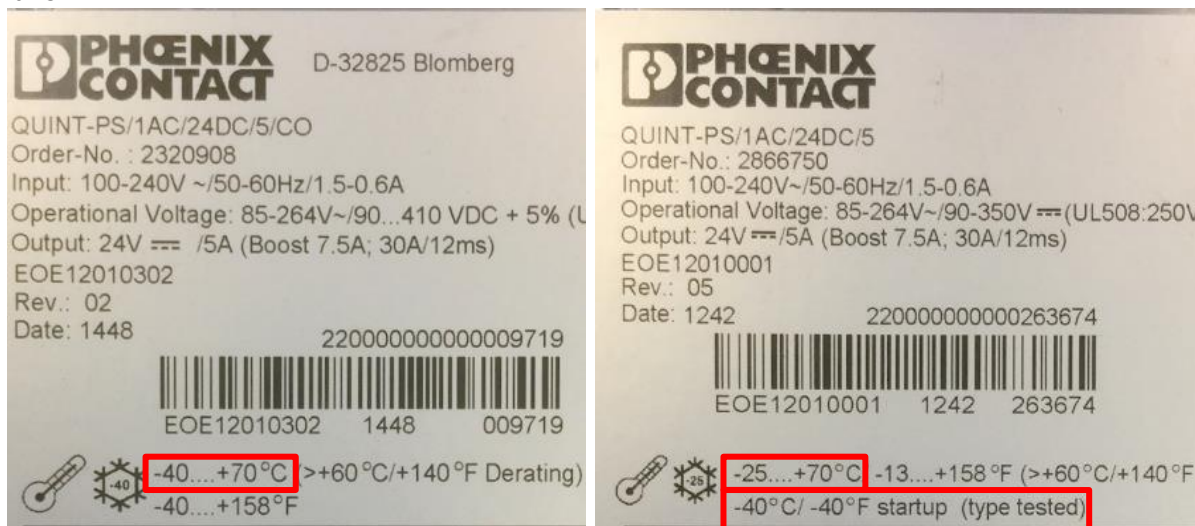 PHŒNIX
CONTACT
D-32825 Blomberg
QUINT-PS/1AC/24DC/5/CO
Order-No. : 2320908
Input: 100-240V ~/50-60Hz/1.5-0.6A
Operational Voltage: 85-264V~/90...410 VDC + 5% (U
Output: 24V ⎓ /5A (Boost 7.5A; 30A/12ms)
EOE12010302
Rev.: 02
Date: 1448
220000000000009719
EOE12010302 1448 009719
-40
-40....+70°C (>+60°C/+140°F Derating)
-40....+158°F
PHŒNIX
CONTACT
QUINT-PS/1AC/24DC/5
Order-No.: 2866750
Input: 100-240V~/50-60Hz/1.5-0.6A
Operational Voltage: 85-264V~/90-350V ⎓(UL508:250V
Output: 24V ⎓/5A (Boost 7.5A; 30A/12ms)
EOE12010001
Rev.: 05
Date: 1242
22000000000263674
EOE12010001 1242 263674
-25
-25....+70°C -13....+158°F (>+60°C/+140°F
-40°C/ -40°F startup (type tested)